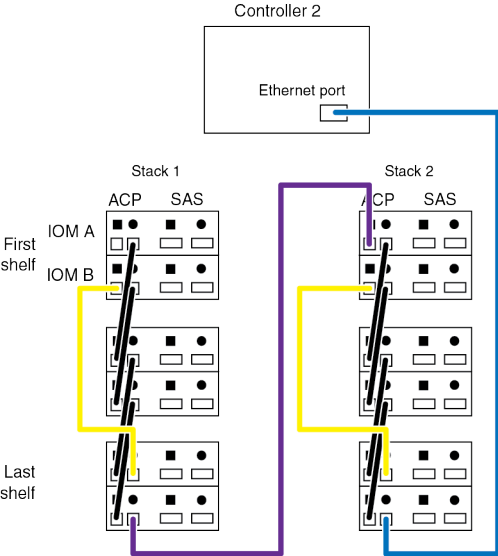 Controller 2
Ethernet port
Stack 1
Stack 2
ACP SAS
ACP SAS
IOM A
First
shelf
IOM B
Last
shelf